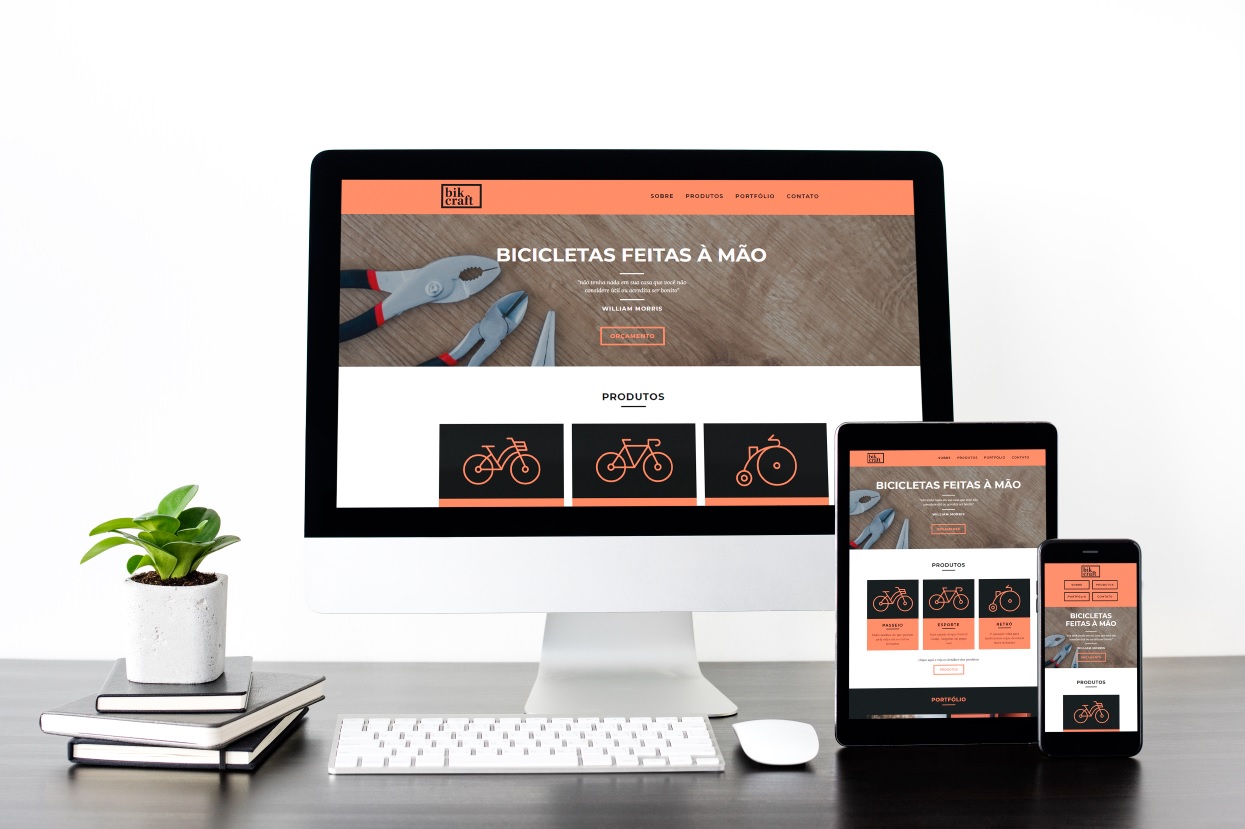 bik
craft
SOBRE PRODUTOS PORTFÓLIO CONTATO
BICICLETAS FEITAS À MÃO
"não tenha nada em sua casa que você não
considere útil ou acredita ser bonito"
WILLIAM MORRIS
ORÇAMENTO
PRODUTOS
bik
craft
SOBRE PRODUTOS PORTFÓLIO CONTATO
BICICLETAS FEITAS À MÃO
WILLIAM MORRIS
ORÇAMENTO
PRODUTOS
PASSEIO ESPORTE RETRÔ
PRODUTOS
PORTFÓLIO
bik
craft
SOBRE PRODUTOS
PORTFÓLIO CONTATO
BICICLETAS
FEITAS À MÃO
WILLIAM MORRIS
ORÇAMENTO
PRODUTOS